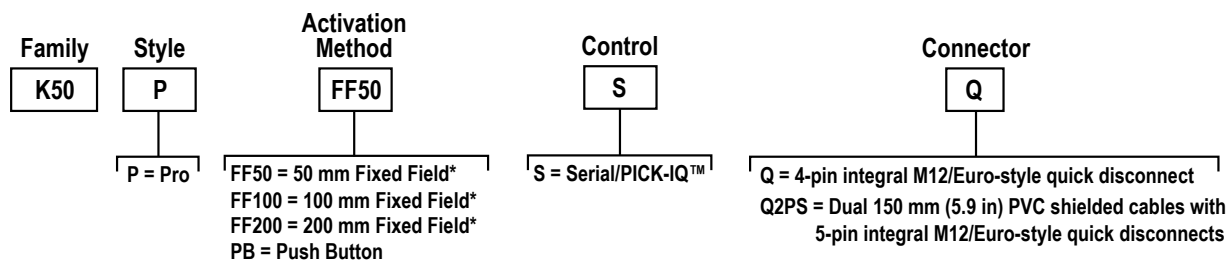 Family Style Activation Method Control Connector
K50 P FF50 S Q
P = Pro
FF50 = 50 mm Fixed Field*
FF100 = 100 mm Fixed Field*
FF200 = 200 mm Fixed Field*
PB = Push Button
S = Serial/PICK-IQ™
Q = 4-pin integral M12/Euro-style quick disconnect
Q2PS = Dual 150 mm (5.9 in) PVC shielded cables with
5-pin integral M12/Euro-style quick disconnects